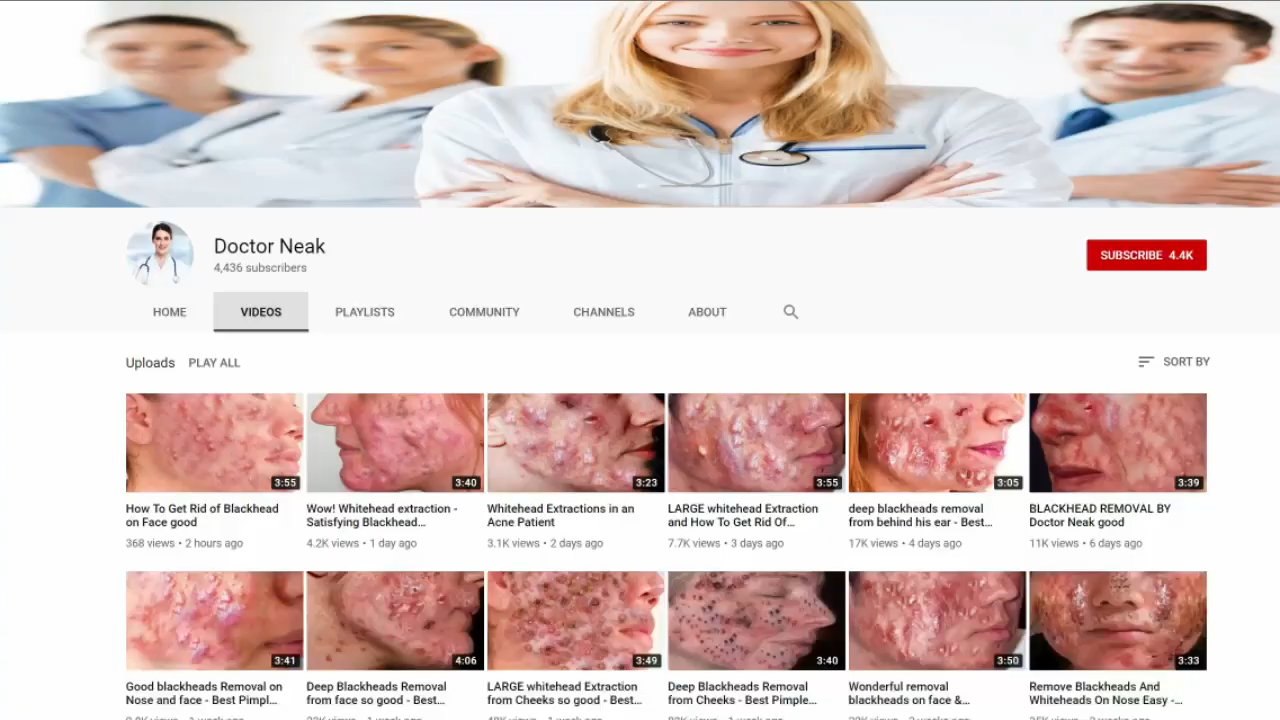 Doctor Neak
4,436 subscribers
SUBSCRIBE 4.4K
HOME VIDEOS PLAYLISTS COMMUNITY CHANNELS ABOUT
Uploads PLAY ALL SORT BY
3:55 3:40 3:23 3:55 3:05 3:39
How To Get Rid of Blackhead
on Face good
368 views • 2 hours ago
Wow! Whitehead extraction -
Satisfying Blackhead...
4.2K views • 1 day ago
Whitehead Extractions in an
Acne Patient
3.1K views • 2 days ago
LARGE whitehead Extraction
and How To Get Rid Of...
7.7K views • 3 days ago
deep blackheads removal
from behind his ear - Best...
17K views • 4 days ago
BLACKHEAD REMOVAL BY
Doctor Neak good
11K views • 6 days ago
3:41 4:06 3:49 3:40 3:50 3:33
Good blackheads Removal on
Nose and face - Best Pimpl...
Deep Blackheads Removal
from face so good - Best...
LARGE whitehead Extraction
from Cheeks so good - Best...
Deep Blackheads Removal
from Cheeks - Best Pimple...
Wonderful removal
blackheads on face &...
Remove Blackheads And
Whiteheads On Nose Easy -...